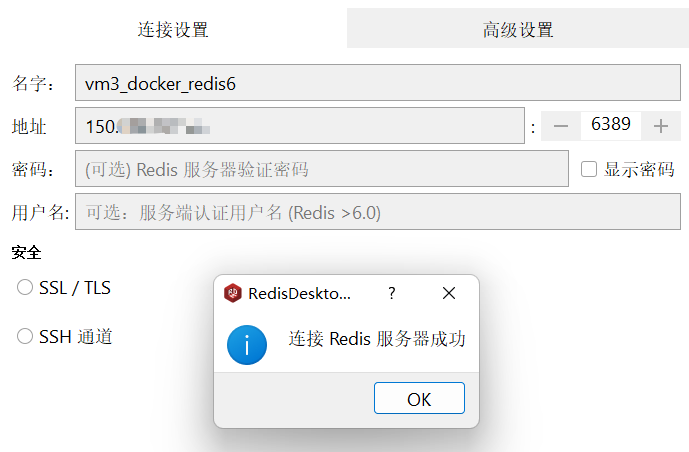 连接设置 高级设置
名字： vm3_docker_redis6
地址 150. : 6389
密码： (可选) Redis 服务器验证密码 显示密码
用户名: 可选：服务端认证用户名 (Redis >6.0)
安全
SSL / TLS
RedisDeskto... ?
SSH 通道
连接 Redis 服务器成功
OK